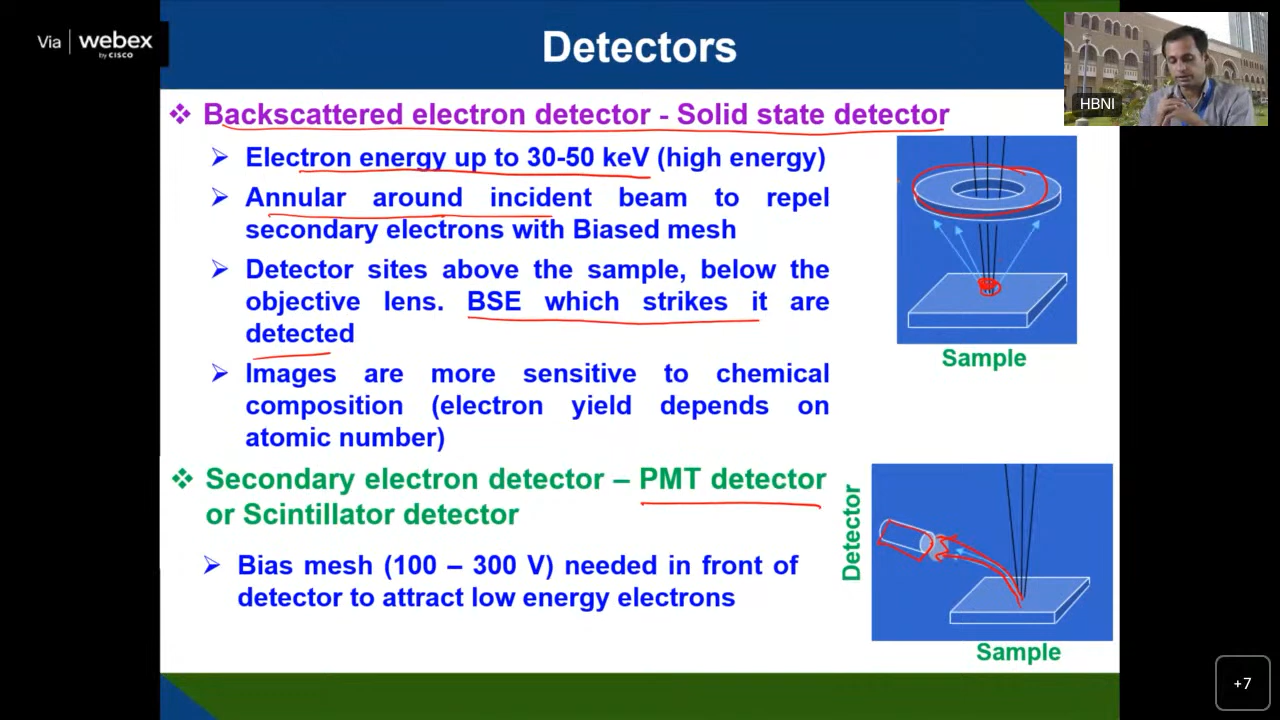 Via webex
by CISCO
Detectors
HBNI
❖ Backscattered electron detector - Solid state detector
➢ Electron energy up to 30-50 keV (high energy)
➢ Annular around incident beam to repel
secondary electrons with Biased mesh
➢ Detector sites above the sample, below the
objective lens. BSE which strikes it are
detected
➢ Images are more sensitive to chemical
composition (electron yield depends on
atomic number)
Sample
❖ Secondary electron detector – PMT detector
or Scintillator detector
➢ Bias mesh (100 – 300 V) needed in front of
detector to attract low energy electrons
Detector
Sample
+7